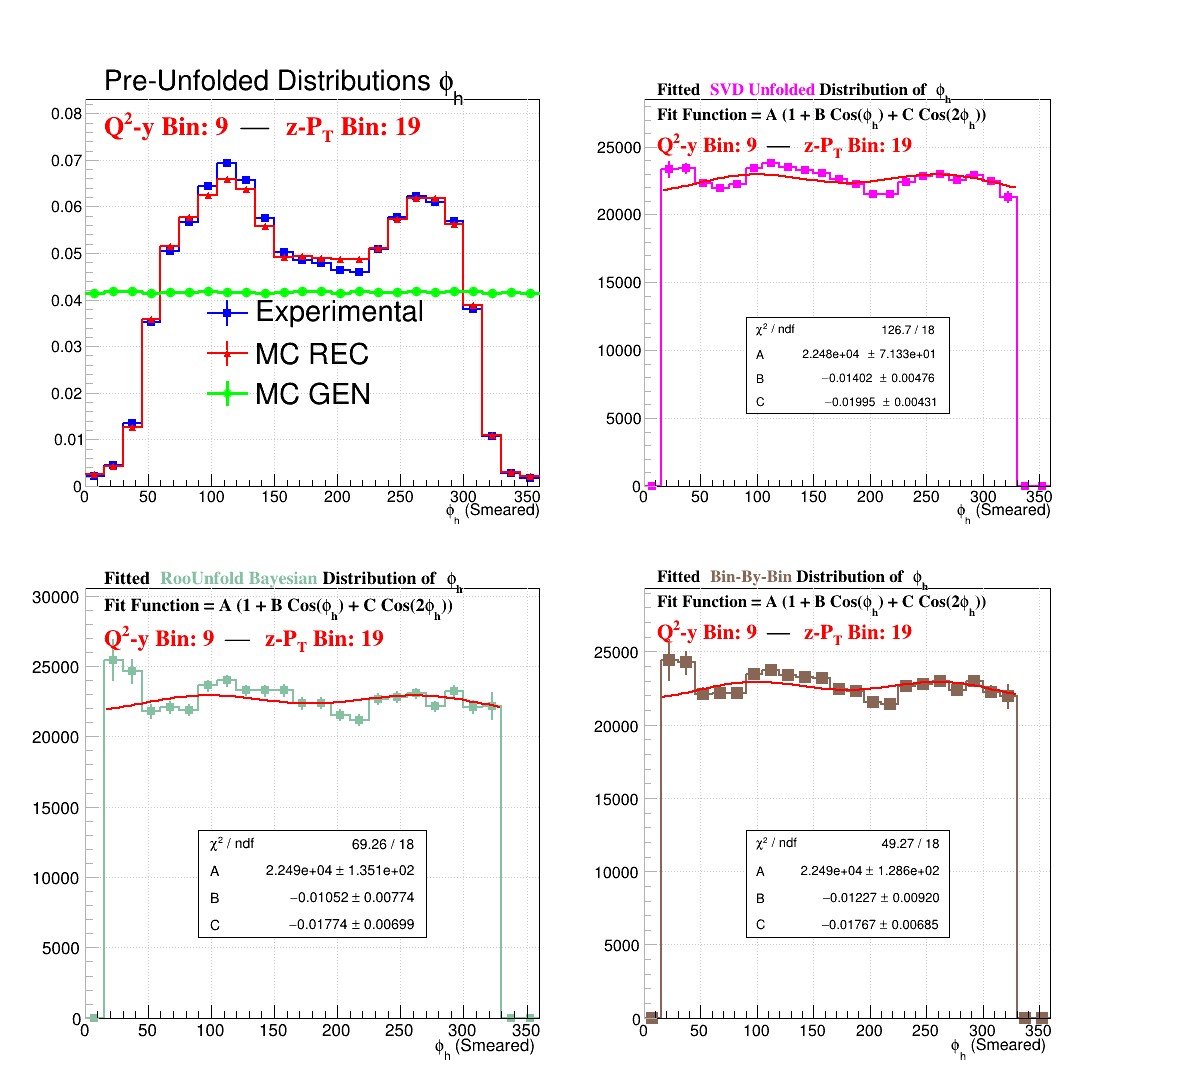 Pre-Unfolded Distributions ϕh
Q2-y Bin: 9 — z-PT Bin: 19
0.08
0.07
0.06
0.05
0.04
0.03
0.02
0.01
0
Experimental
MC REC
MC GEN
0 50 100 150 200 250 300
ϕh (Smeared)
Fitted SVD Unfolded Distribution of ϕh
Fit Function = A (1 + B Cos(ϕh) + C Cos(2ϕh))
Q2-y Bin: 9 — z-PT Bin: 19
25000
20000
15000
10000
5000
0
χ2 / ndf 126.7 / 18
A 2.248e+04 ± 7.133e+01
B −0.01402 ± 0.00476
C −0.01995 ± 0.00431
0 50 100 150 200 250 300 350
ϕh (Smeared)
Fitted RooUnfold Bayesian Distribution of ϕh
Fit Function = A (1 + B Cos(ϕh) + C Cos(2ϕh))
Q2-y Bin: 9 — z-PT Bin: 19
30000
25000
20000
15000
10000
5000
0
χ2 / ndf 69.26 / 18
A 2.249e+04 ± 1.351e+02
B −0.01052 ± 0.00774
C −0.01774 ± 0.00699
0 50 100 150 200 250 300
ϕh (Smeared)
Fitted Bin-By-Bin Distribution of ϕh
Fit Function = A (1 + B Cos(ϕh) + C Cos(2ϕh))
Q2-y Bin: 9 — z-PT Bin: 19
25000
20000
15000
10000
5000
0
χ2 / ndf 49.27 / 18
A 2.249e+04 ± 1.286e+02
B −0.01227 ± 0.00920
C −0.01767 ± 0.00685
0 50 100 150 200 250 300 350
ϕh (Smeared)